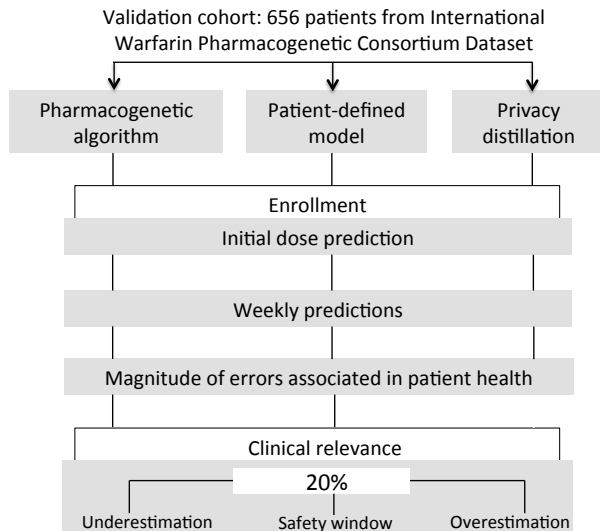 Validation cohort: 656 patients from International
Warfarin Pharmacogenetic Consortium Dataset
Pharmacogenetic
algorithm
Patient-defined
model
Privacy
distillation
Enrollment
Initial dose prediction
Weekly predictions
Magnitude of errors associated in patient health
Clinical relevance
20%
Underestimation
Safety window
Overestimation